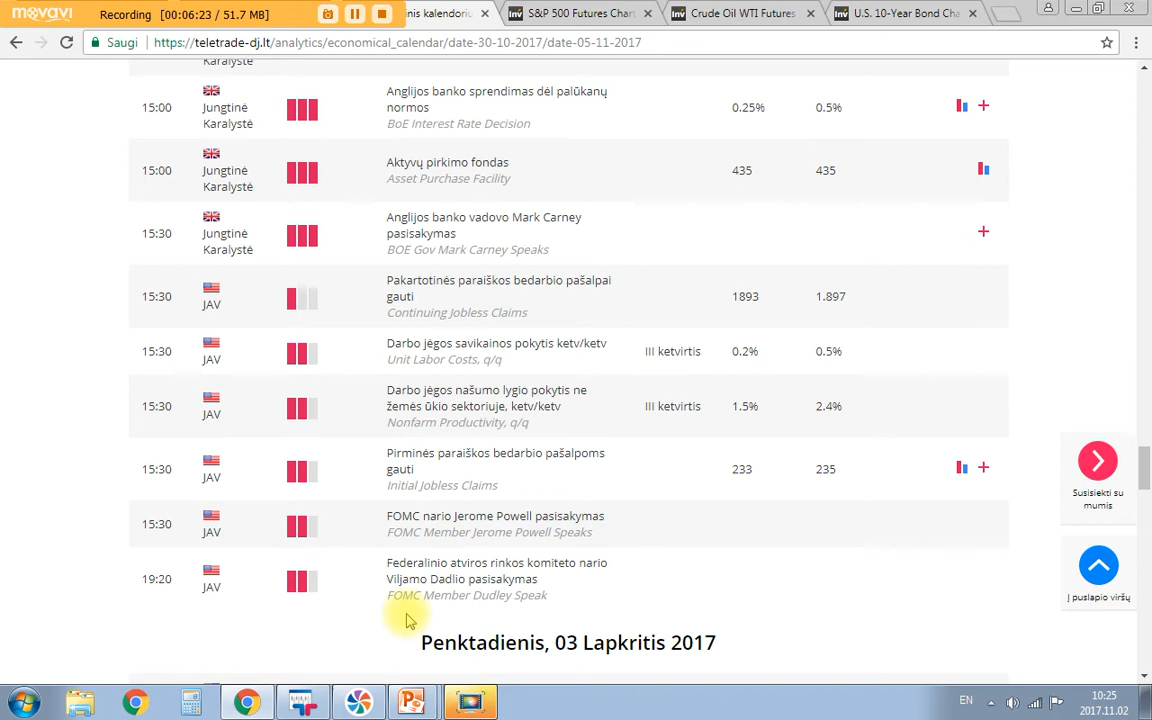 movavi
Recording [00:06:23 / 51.7 MB]
inis kalendoriu
S&P 500 Futures Chart
Crude Oil WTI Futures
U.S. 10-Year Bond Cha
Saugi
https://teletrade-dj.lt/analytics/economical_calendar/date-30-10-2017/date-05-11-2017
Karalystė
15:00 Jungtinė Karalystė
Anglijos banko sprendimas dėl palūkanų
normos
BoE Interest Rate Decision
0.25% 0.5%
15:00 Jungtinė Karalystė
Aktyvų pirkimo fondas
Asset Purchase Facility
435 435
15:30 Jungtinė Karalystė
Anglijos banko vadovo Mark Carney
pasisakymas
BOE Gov Mark Carney Speaks
15:30 JAV
Pakartotinės paraiškos bedarbio pašalpai
gauti
Continuing Jobless Claims
1893 1.897
15:30 JAV
Darbo jėgos savikainos pokytis ketv/ketv
Unit Labor Costs, q/q
III ketvirtis 0.2% 0.5%
15:30 JAV
Darbo jėgos našumo lygio pokytis ne
žemės ūkio sektoriuje, ketv/ketv
Nonfarm Productivity, q/q
III ketvirtis 1.5% 2.4%
15:30 JAV
Pirminės paraiškos bedarbio pašalpoms
gauti
Initial Jobless Claims
233 235
15:30 JAV
FOMC nario Jerome Powell pasisakymas
FOMC Member Jerome Powell Speaks
19:20 JAV
Federalinio atviros rinkos komiteto nario
Viljamo Dadlio pasisakymas
FOMC Member Dudley Speak
Penktadienis, 03 Lapkritis 2017
Susisiekti su
mumis
Į puslapio viršų
EN
10:25
2017.11.02